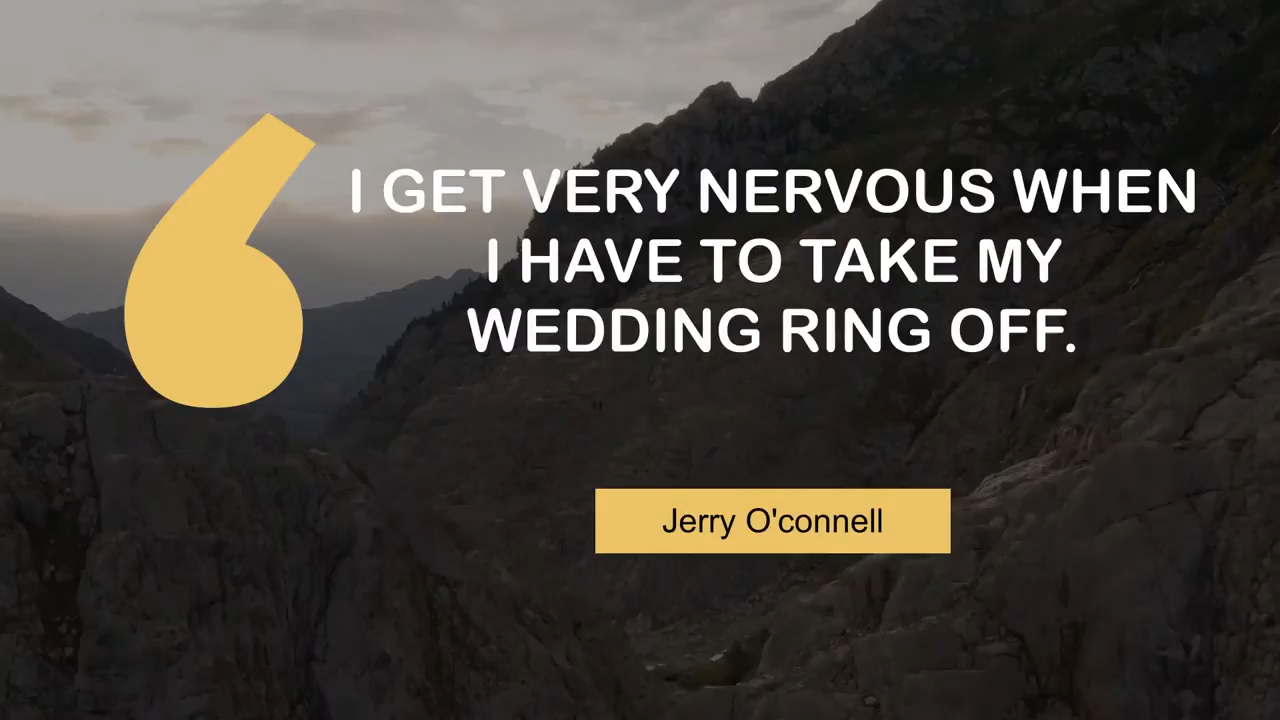 I GET VERY NERVOUS WHEN
I HAVE TO TAKE MY
WEDDING RING OFF.
Jerry O'connell